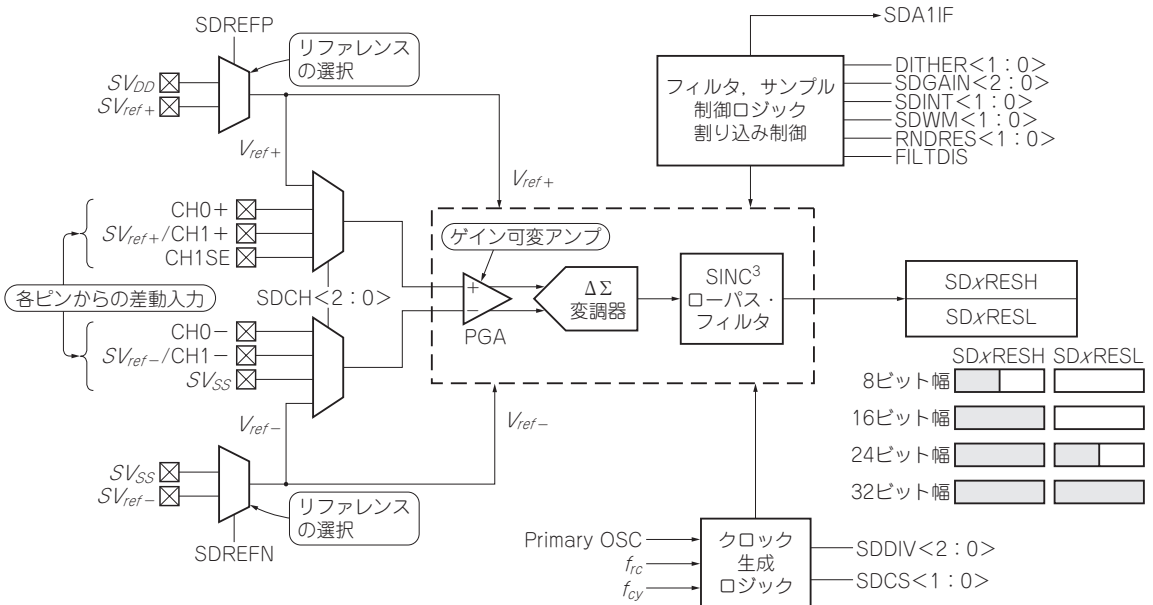 SDREFP
リファレンス
の選択
SVDD
SVref+
Vref+
Vref+
CH0+
SVref+/CH1+
CH1SE
各ピンからの差動入力
SDCH<2：0>
CH0−
SVref−/CH1−
SVSS
Vref−
Vref−
SVSS
SVref−
リファレンス
の選択
SDREFN
ゲイン可変アンプ
+
−
PGA
ΔΣ
変調器
SINC³
ローパス・
フィルタ
SDA1IF
フィルタ，サンプル
制御ロジック
割り込み制御
DITHER<1：0>
SDGAIN<2：0>
SDINT<1：0>
SDWM<1：0>
RNDRES<1：0>
FILTDIS
SDxRESH
SDxRESL
SDxRESH SDxRESL
8ビット幅
16ビット幅
24ビット幅
32ビット幅
Primary OSC
frc
fcy
クロック
生成
ロジック
SDDIV<2：0>
SDCS<1：0>